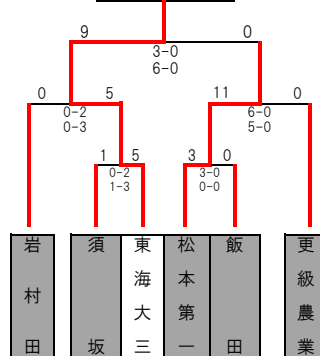 9 0
3-0
6-0
0 5 11 0
0-2 6-0
0-3 5-0
1 5 3 0
0-2 3-0
1-3 0-0
岩村田
須坂
東海大三
松本第一
飯田
更級農業